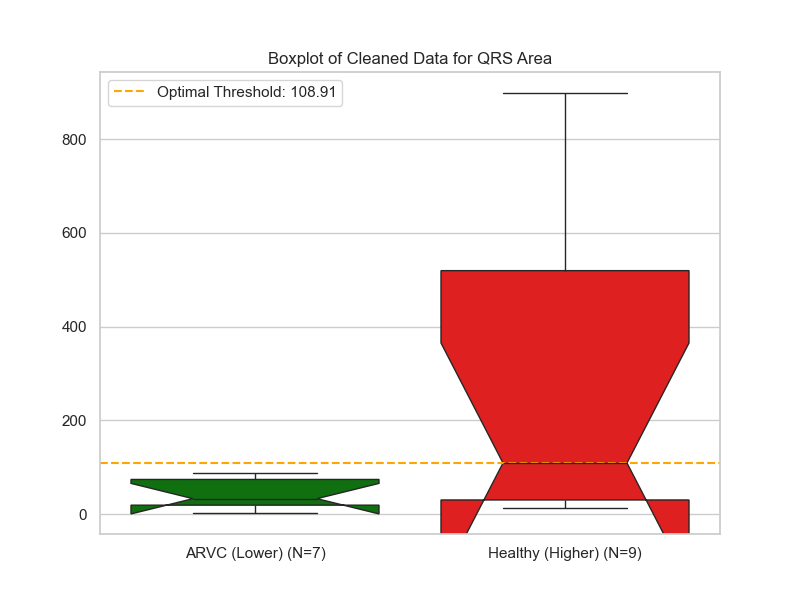 Boxplot of Cleaned Data for QRS Area
Optimal Threshold: 108.91
800
600
400
200
0
ARVC (Lower) (N=7)
Healthy (Higher) (N=9)